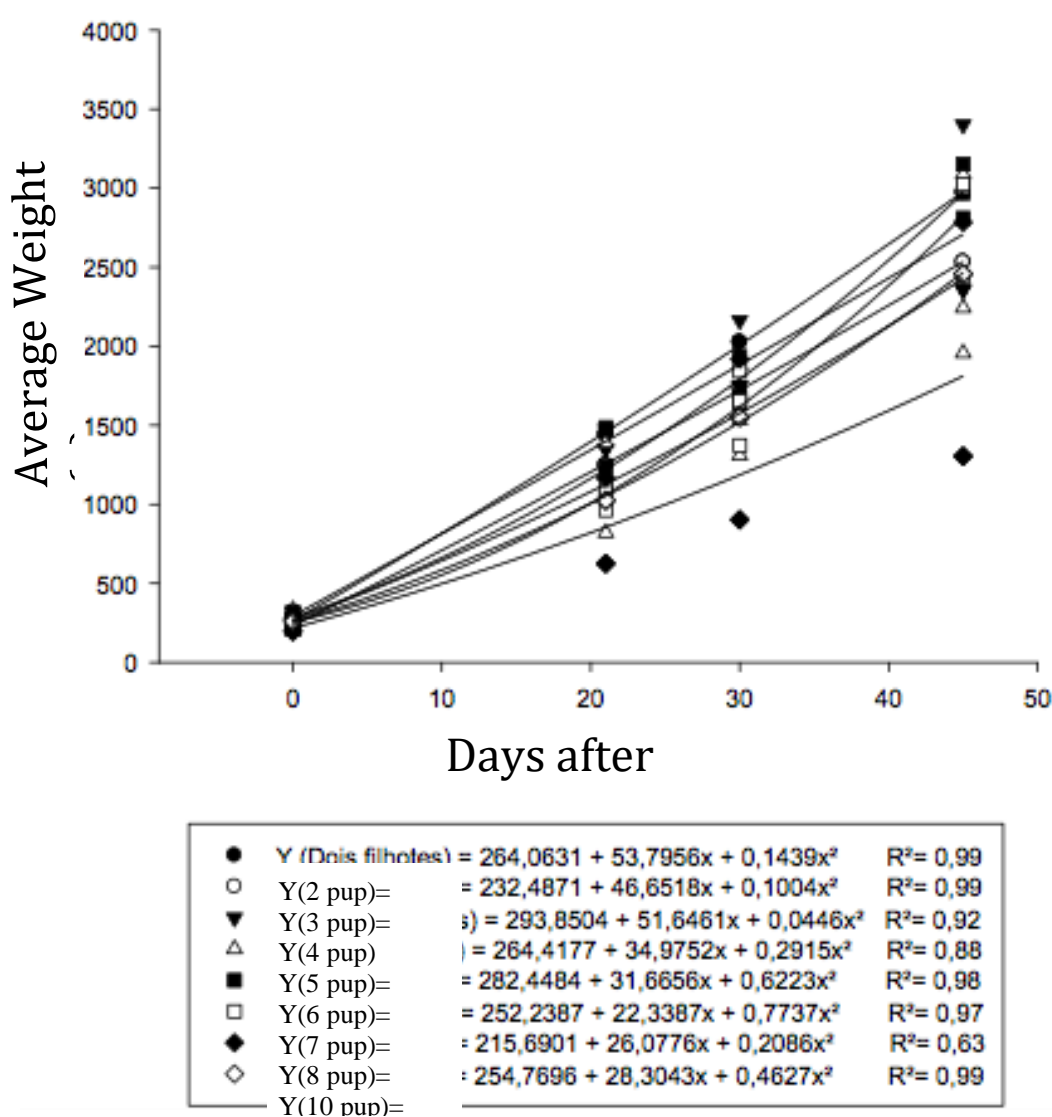 4000
3500
3000
2500
2000
1500
1000
500
0
Average Weight
0 10 20 30 40 50
Days after
Y (Dois filhotes) = 264,0631 + 53,7956x + 0,1439x² R²= 0,99
Y(2 pup)= = 232,4871 + 46,6518x + 0,1004x² R²= 0,99
Y(3 pup)= s) = 293,8504 + 51,6461x + 0,0446x² R²= 0,92
Y(4 pup) ) = 264,4177 + 34,9752x + 0,2915x² R²= 0,88
Y(5 pup)= = 282,4484 + 31,6656x + 0,6223x² R²= 0,98
Y(6 pup)= = 252,2387 + 22,3387x + 0,7737x² R²= 0,97
Y(7 pup)= = 215,6901 + 26,0776x + 0,2086x² R²= 0,63
Y(8 pup)= = 254,7696 + 28,3043x + 0,4627x² R²= 0,99
Y(10 pup)=